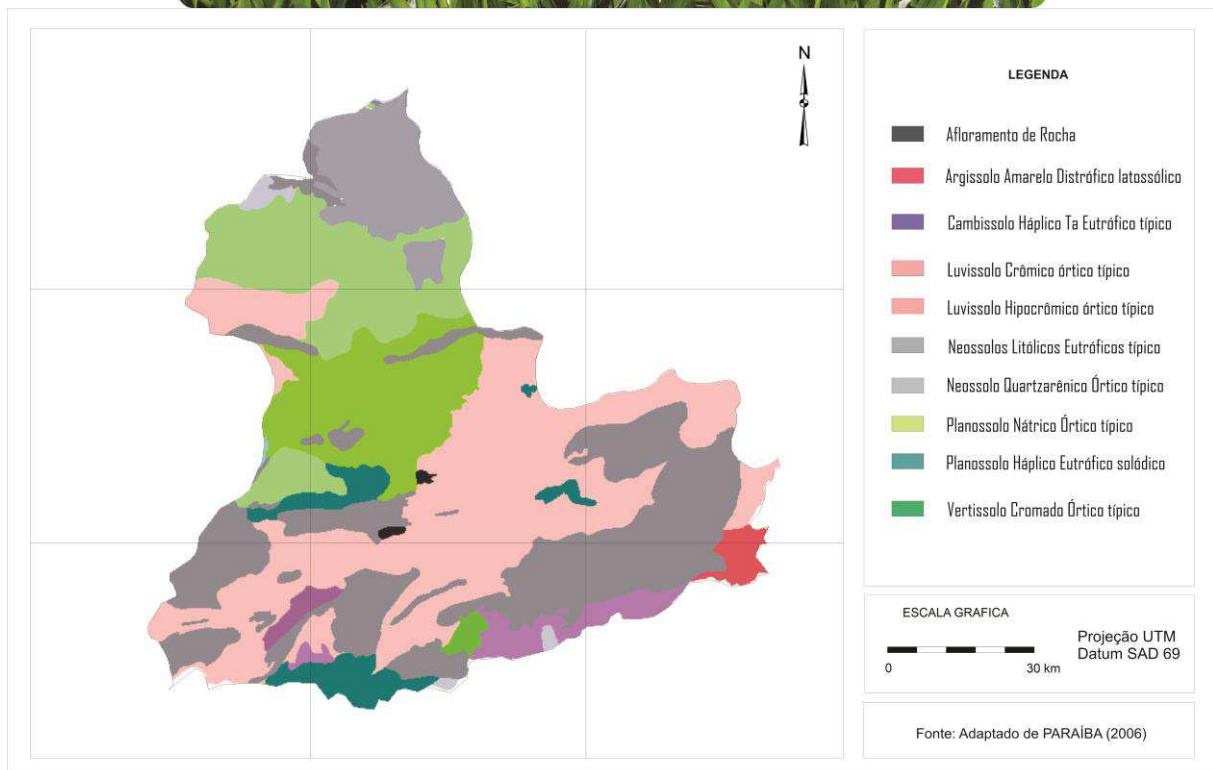 N
LEGENDA
Afloramento de Rocha
Argissolo Amarelo Distrófico latossólico
Cambissolo Háplico Ta Eutrófico típico
Luvissolo Crômico órtico típico
Luvissolo Hipocrômico órtico típico
Neossolos Litólicos Eutróficos típico
Neossolo Quartzarênico Órtico típico
Planossolo Nátrico Órtico típico
Planossolo Háplico Eutrófico solódico
Vertissolo Cromado Órtico típico
ESCALA GRAFICA
0 30 km
Projeção UTM
Datum SAD 69
Fonte: Adaptado de PARAÍBA (2006)